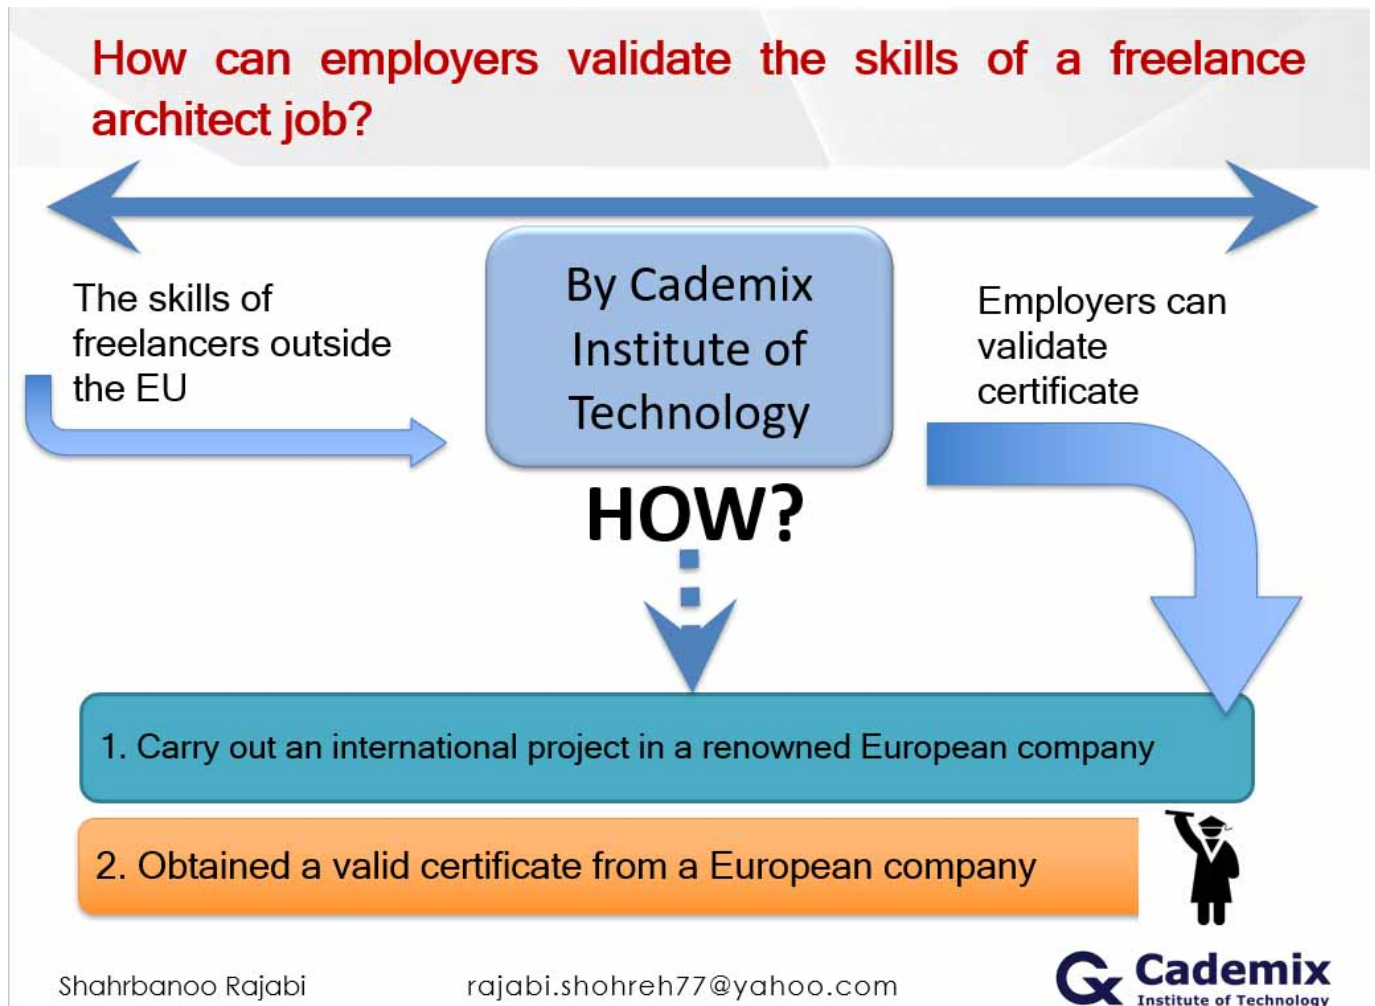 How can employers validate the skills of a freelance
architect job?
The skills of
freelancers outside
the EU
By Cademix
Institute of
Technology
Employers can
validate
certificate
HOW?
1. Carry out an international project in a renowned European company
2. Obtained a valid certificate from a European company
Shahrbanoo Rajabi
rajabi.shohreh77@yahoo.com
Cademix
Institute of Technology